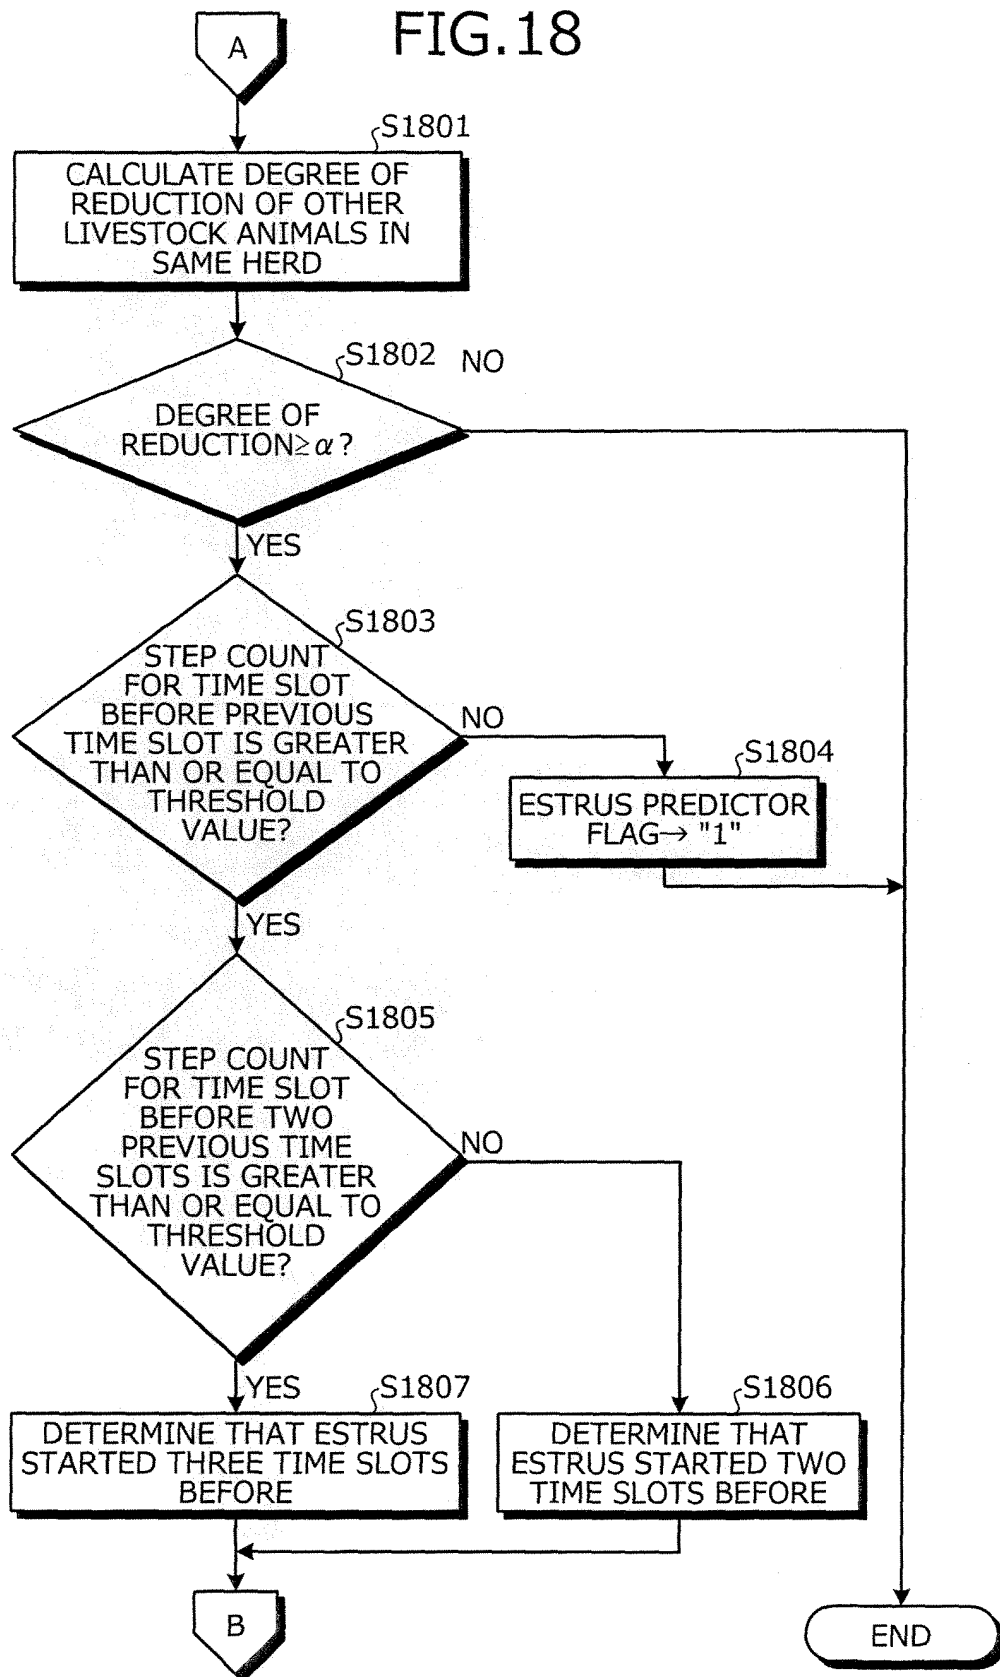 FIG.18
A
S1801
CALCULATE DEGREE OF
REDUCTION OF OTHER
LIVESTOCK ANIMALS IN
SAME HERD
S1802
NO
DEGREE OF
REDUCTION≥α?
YES
S1803
STEP COUNT
FOR TIME SLOT
BEFORE PREVIOUS
TIME SLOT IS GREATER
THAN OR EQUAL TO
THRESHOLD
VALUE?
NO
S1804
ESTRUS PREDICTOR
FLAG→ "1"
YES
S1805
STEP COUNT
FOR TIME SLOT
BEFORE TWO
PREVIOUS TIME
SLOTS IS GREATER
THAN OR EQUAL TO
THRESHOLD
VALUE?
NO
YES
S1807
DETERMINE THAT ESTRUS
STARTED THREE TIME SLOTS
BEFORE
S1806
DETERMINE THAT
ESTRUS STARTED TWO
TIME SLOTS BEFORE
B
END